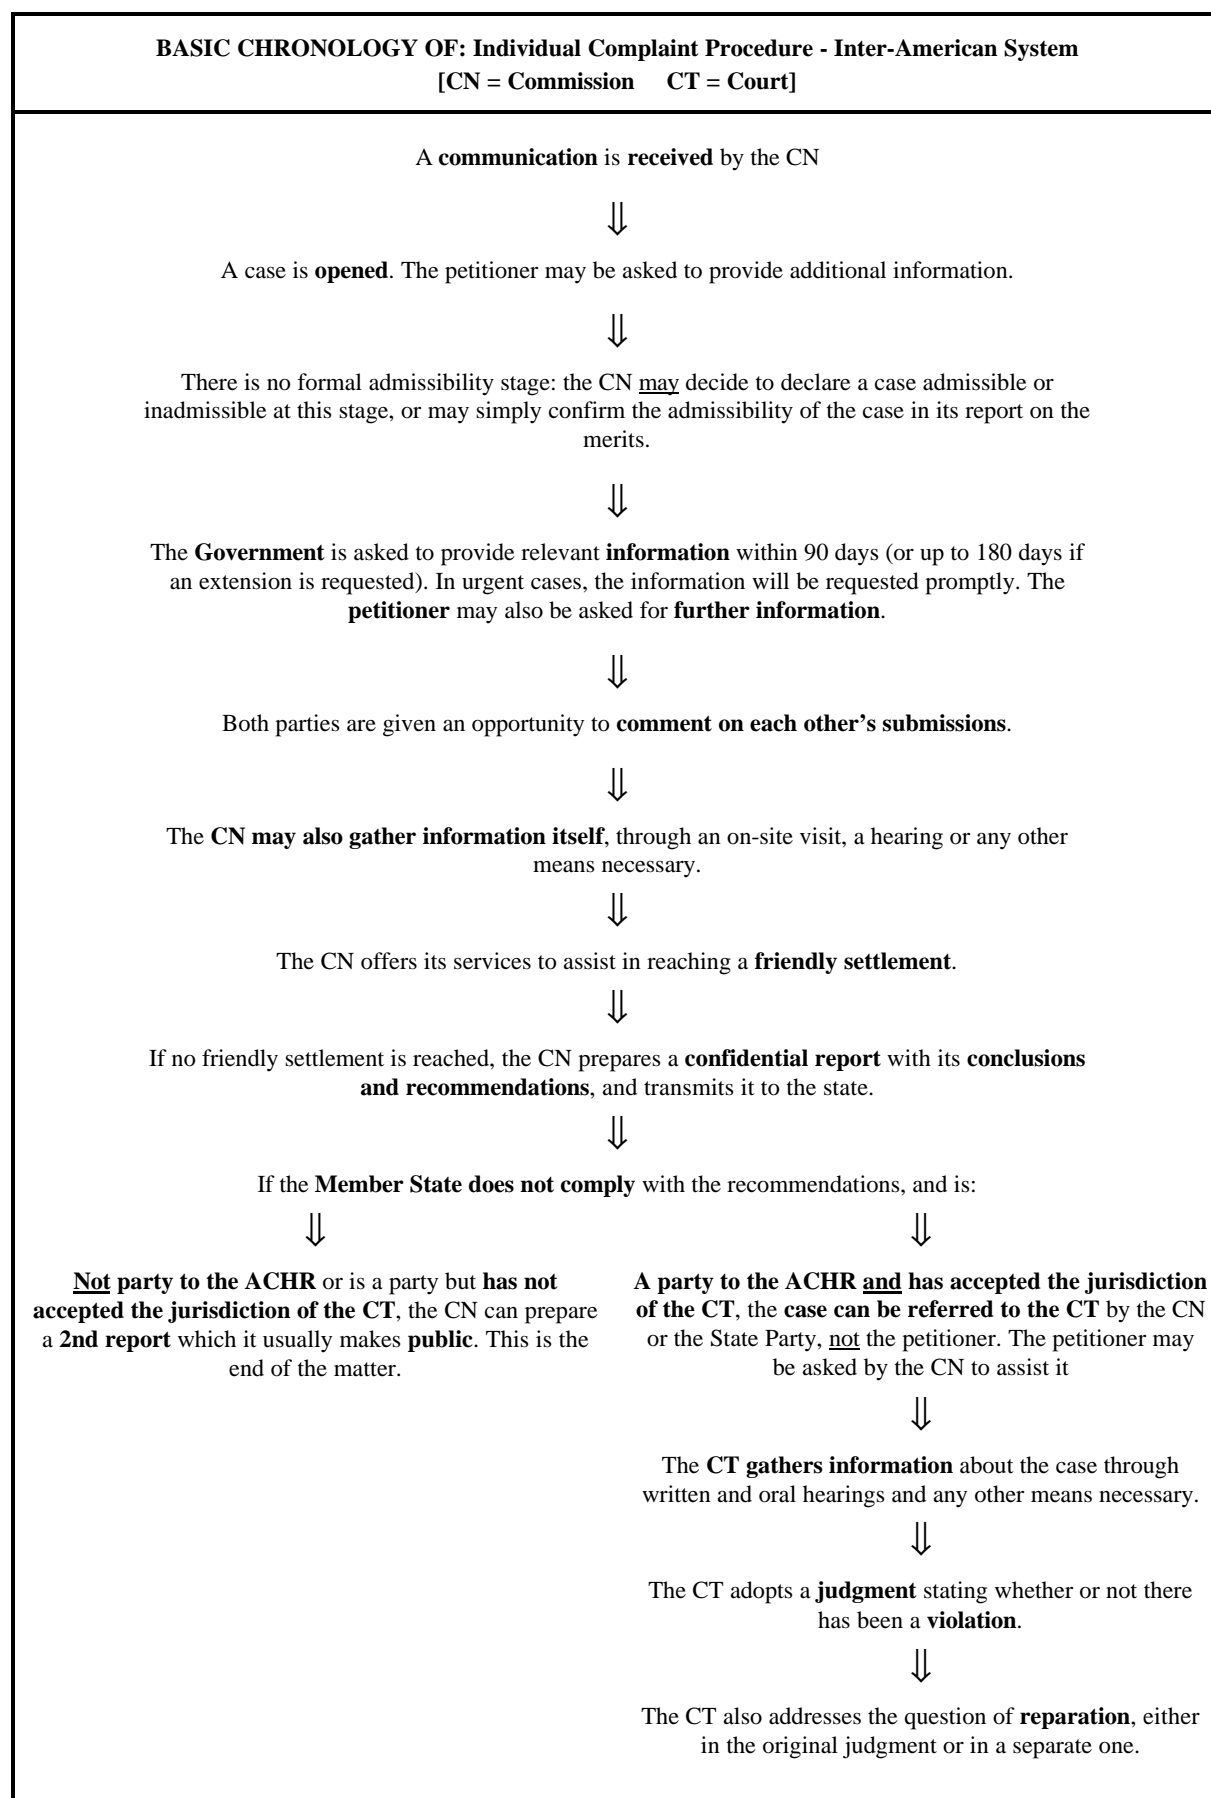 BASIC CHRONOLOGY OF: Individual Complaint Procedure - Inter-American System
[CN = Commission CT = Court]
A communication is received by the CN
⇓
A case is opened. The petitioner may be asked to provide additional information.
⇓
There is no formal admissibility stage: the CN may decide to declare a case admissible or
inadmissible at this stage, or may simply confirm the admissibility of the case in its report on the
merits.
⇓
The Government is asked to provide relevant information within 90 days (or up to 180 days if
an extension is requested). In urgent cases, the information will be requested promptly. The
petitioner may also be asked for further information.
⇓
Both parties are given an opportunity to comment on each other’s submissions.
⇓
The CN may also gather information itself, through an on-site visit, a hearing or any other
means necessary.
⇓
The CN offers its services to assist in reaching a friendly settlement.
⇓
If no friendly settlement is reached, the CN prepares a confidential report with its conclusions
and recommendations, and transmits it to the state.
⇓
If the Member State does not comply with the recommendations, and is:
⇓
Not party to the ACHR or is a party but has not
accepted the jurisdiction of the CT, the CN can prepare
a 2nd report which it usually makes public. This is the
end of the matter.
⇓
A party to the ACHR and has accepted the jurisdiction
of the CT, the case can be referred to the CT by the CN
or the State Party, not the petitioner. The petitioner may
be asked by the CN to assist it
⇓
The CT gathers information about the case through
written and oral hearings and any other means necessary.
⇓
The CT adopts a judgment stating whether or not there
has been a violation.
⇓
The CT also addresses the question of reparation, either
in the original judgment or in a separate one.